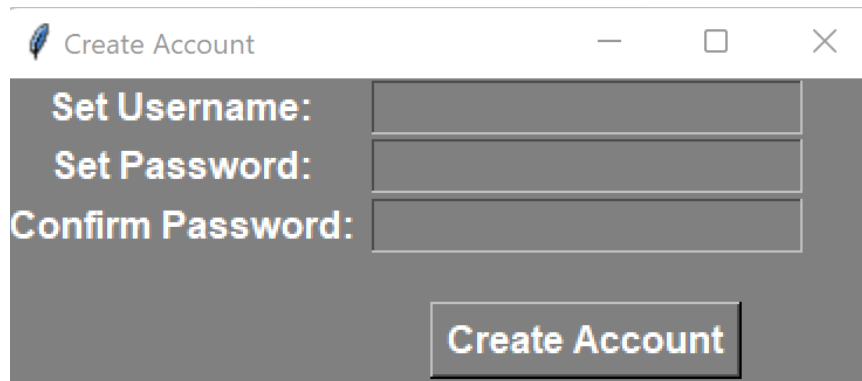 Create Account
Set Username:
Set Password:
Confirm Password:
Create Account